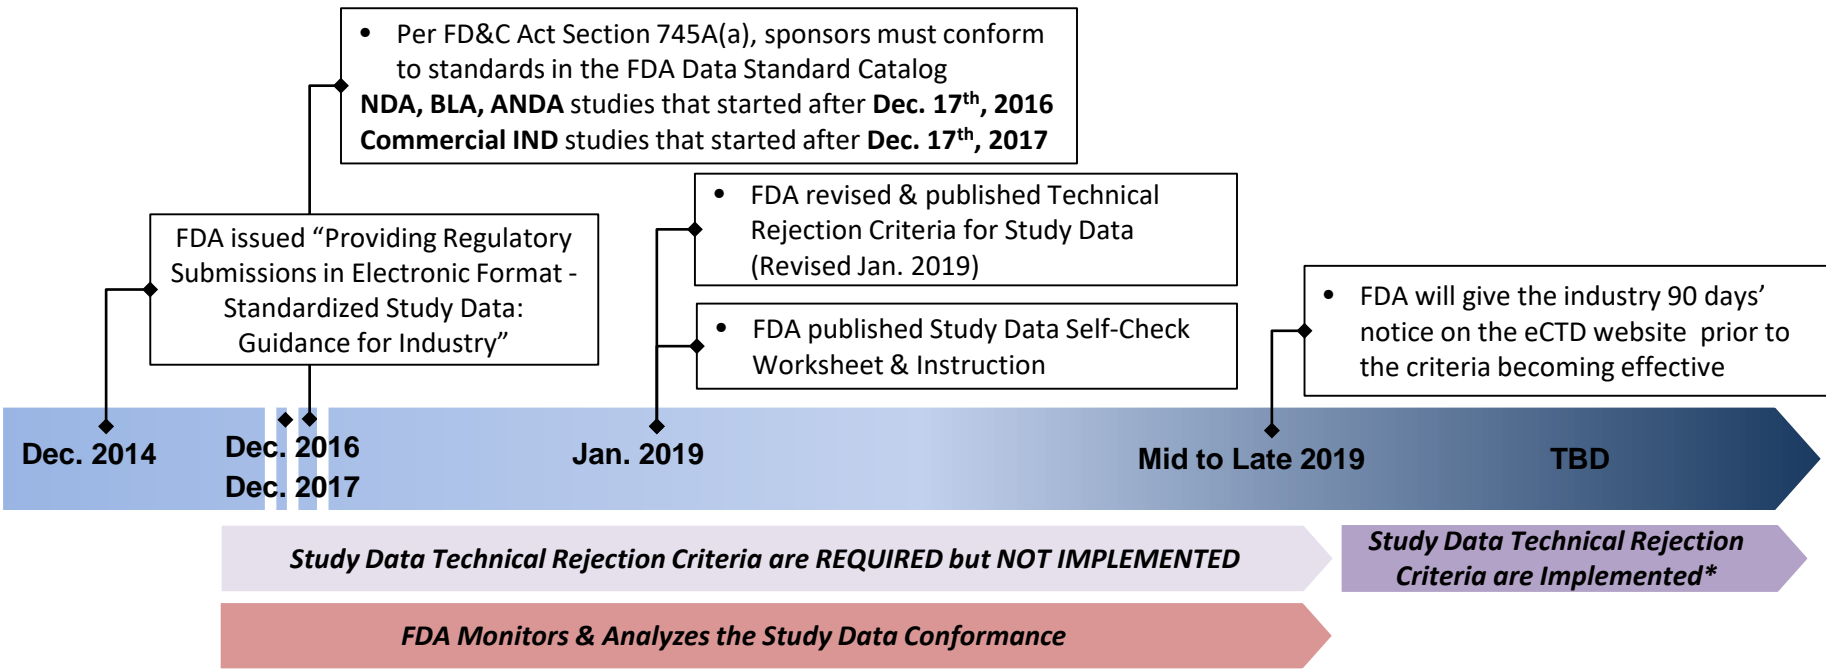 • Per FD&C Act Section 745A(a), sponsors must conform
to standards in the FDA Data Standard Catalog
NDA, BLA, ANDA studies that started after Dec. 17th, 2016
Commercial IND studies that started after Dec. 17th, 2017
FDA issued “Providing Regulatory
Submissions in Electronic Format -
Standardized Study Data:
Guidance for Industry”
• FDA revised & published Technical
Rejection Criteria for Study Data
(Revised Jan. 2019)
• FDA published Study Data Self-Check
Worksheet & Instruction
• FDA will give the industry 90 days’
notice on the eCTD website prior to
the criteria becoming effective
Dec. 2014
Dec. 2016
Dec. 2017
Jan. 2019
Mid to Late 2019
TBD
Study Data Technical Rejection Criteria are REQUIRED but NOT IMPLEMENTED
Study Data Technical Rejection
Criteria are Implemented*
FDA Monitors & Analyzes the Study Data Conformance